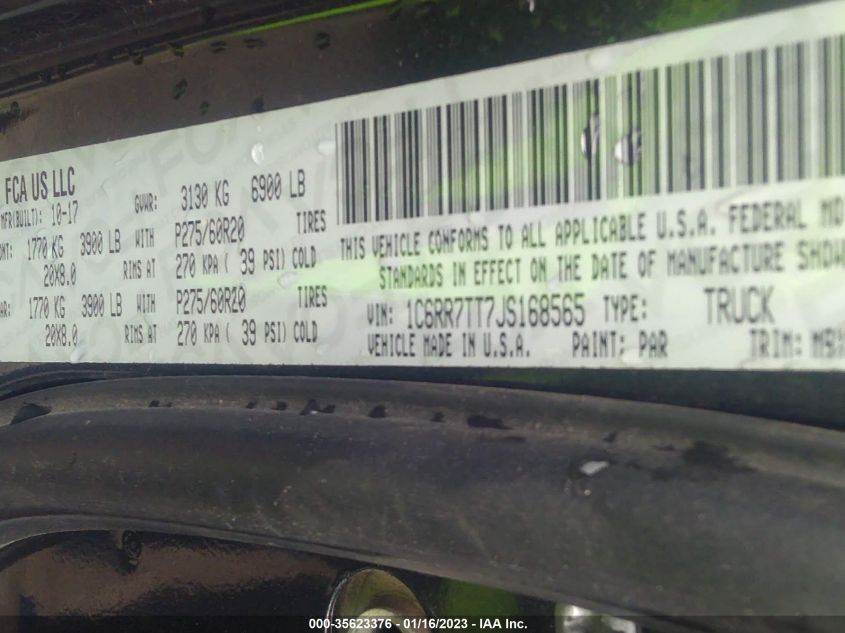 FCA US LLC
MFR(BUILT): 10-17 GVWR: 3130 KG 6900 LB
1770 KG 3900 LB WITH P275/60R20 TIRES
20X8.0 RIMS AT 270 KPA ( 39 PSI) COLD
1770 KG 3900 LB WITH P275/60R20 TIRES
20X8.0 RIMS AT 270 KPA ( 39 PSI) COLD
THIS VEHICLE CONFORMS TO ALL APPLICABLE U.S.A. FEDERAL MO
STANDARDS IN EFFECT ON THE DATE OF MANUFACTURE SHOW
VIN: 1C6RR7TT7JS168565 TYPE: TRUCK
VEHICLE MADE IN U.S.A. PAINT: PAR TRIM:
000-35623376 - 01/16/2023 - IAA Inc.